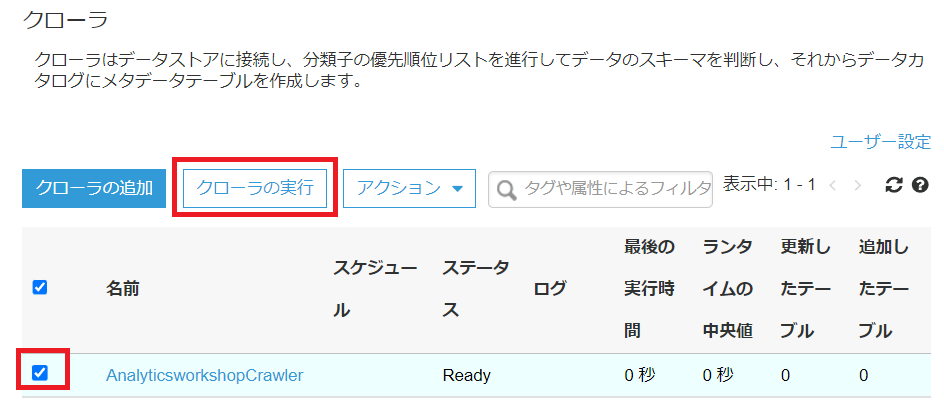 クローラ
クローラはデータストアに接続し、分類子の優先順位リストを進行してデータのスキーマを判断し、それからデータカ
タログにメタデータテーブルを作成します。
ユーザー設定
クローラの追加 クローラの実行 アクション タグや属性によるフィルタ 表示中: 1 - 1
名前 スケジュール ステータス ログ 最後の実行時間 ランタイムの中央値 更新したテーブル 追加したテーブル
AnalyticsworkshopCrawler Ready 0 秒 0 秒 0 0